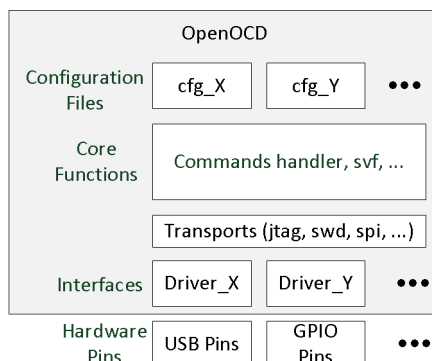 OpenOCD
Configuration
Files
cfg_X
cfg_Y
•••
Core
Functions
Commands handler, svf, ...
Transports (jtag, swd, spi, ...)
Interfaces
Driver_X
Driver_Y
•••
Hardware
Pins
USB Pins
GPIO
Pins
•••